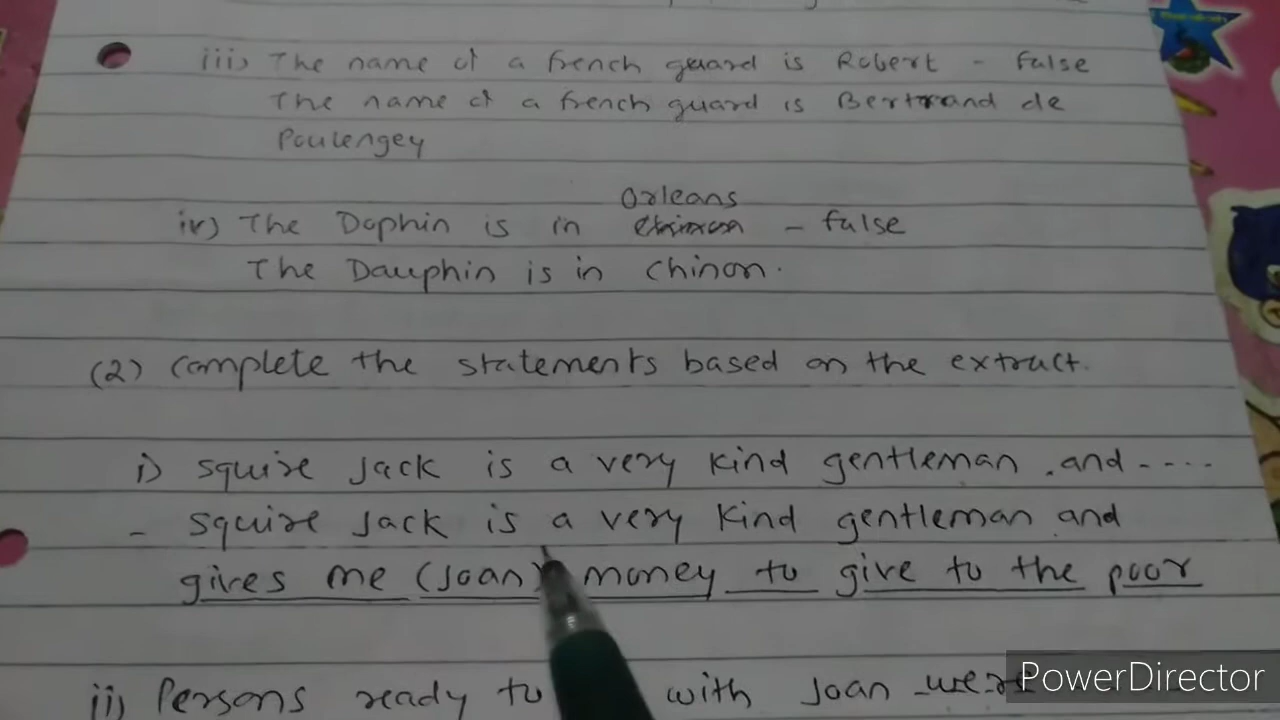 iii) The name of a french guard is Robert - false
The name of a french guard is Bertrand de
Poulengey
Orleans
iv) The Dophin is in - false
The Dauphin is in Chinon.
(2) Complete the statements based on the extract.
i) squire Jack is a very kind gentleman and ....
- squire Jack is a very kind gentleman and
gives me (Joan) money to give to the poor
ii) Persons ready to with Joan were
PowerDirector